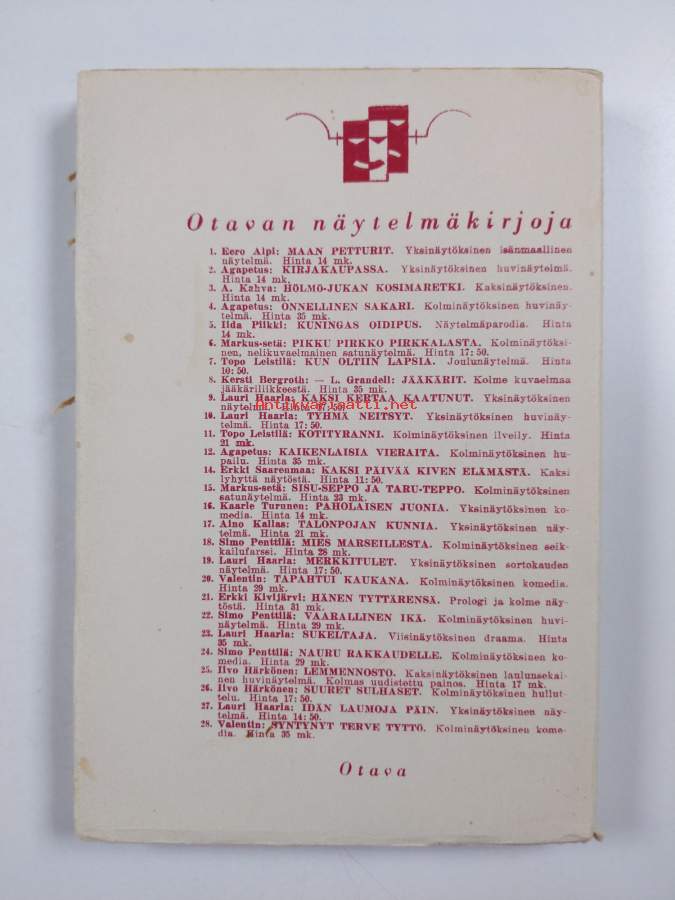 Otavan näytelmäkirjoja
1. Eero Alpi: MAAN PETTURIT. Yksinäytöksinen isänmaallinen
näytelmä. Hinta 14 mk.
2. Agapetus: KIRJAKAUPASSA. Yksinäytöksinen huvinäytelmä.
Hinta 14 mk.
3. A. Kahva: HÖLMÖ-JUKAN KOSIMARETKI. Kaksinäytöksinen.
Hinta 14 mk.
4. Agapetus: ONNELLINEN SAKARI. Kolminäytöksinen huvinäy-
telmä. Hinta 35 mk.
5. Iida Piikki: KUNINGAS OIDIPUS. Näytelmäparodia. Hinta
14 mk.
6. Markus-setä: PIKKU PIRKKO PIRKKALASTA. Kolminäytöksi-
nen, nelikuvaelmainen satunäytelmä. Hinta 17:50.
7. Topo Leistilä: KUN OLTIIN LAPSIA. Joulunäytelmä. Hinta
10:50.
8. Kersti Bergroth: — L. Grandell: JÄÄKÄRIT. Kolme kuvaelmaa
jääkäriliikkeestä. Hinta 35 mk.
9. Lauri Haarla: KAKSI KERTAA KAATUNUT. Yksinäytöksinen
näytelmä. Hinta
antikvariaatti.net
10. Lauri Haarla: TYHMÄ NEITSYT. Yksinäytöksinen huvinäy-
telmä. Hinta 17:50.
11. Topo Leistilä: KOTITYRANNI. Kolminäytöksinen ilveily. Hinta
21 mk.
12. Agapetus: KAIKENLAISIA VIERAITA. Kolminäytöksinen hu-
pailu. Hinta 35 mk.
14. Erkki Saarenmaa: KAKSI PÄIVÄÄ KIVEN ELÄMÄSTÄ. Kaksi
lyhyttä näytöstä. Hinta 11:50.
15. Markus-setä: SISU-SEPPO JA TARU-TEPPO. Kolminäytöksinen
satunäytelmä. Hinta 23 mk.
16. Kaarle Turunen: PAHOLAISEN JUONIA. Yksinäytöksinen ko-
media. Hinta 14 mk.
17. Aino Kallas: TALONPOJAN KUNNIA. Yksinäytöksinen näy-
telmä. Hinta 21 mk.
18. Simo Penttilä: MIES MARSEILLESTA. Kolminäytöksinen seik-
kailufarssi. Hinta 28 mk.
19. Lauri Haarla: MERKKITULET. Yksinäytöksinen sortokauden
näytelmä. Hinta 17:50.
20. Valentin: TAPAHTUI KAUKANA. Kolminäytöksinen komedia.
Hinta 29 mk.
21. Erkki Kivijärvi: HÄNEN TYTTÄRENSÄ. Prologi ja kolme näy-
töstä. Hinta 31 mk.
22. Simo Penttilä: VAARALLINEN IKÄ. Kolminäytöksinen huvi-
näytelmä. Hinta 29 mk.
23. Lauri Haarla: SUKELTAJA. Viisinäytöksinen draama. Hinta
35 mk.
24. Simo Penttilä: NAURU RAKKAUDELLE. Kolminäytöksinen ko-
media. Hinta 29 mk.
25. Ilvo Härkönen: LEMMENNOSTO. Kaksinäytöksinen laulunsekai-
nen huvinäytelmä. Kolmas uudistettu painos. Hinta 17 mk.
26. Ilvo Härkönen: SUURET SULHASET. Kolminäytöksinen hullut-
telu. Hinta 17:50.
27. Lauri Haarla: IDÄN LAUMOJA PÄIN. Yksinäytöksinen näy-
telmä. Hinta 14:50.
28. Valentin: SYNTYNYT TERVE TYTTÖ. Kolminäytöksinen kome-
dia. Hinta 35 mk.
Otava